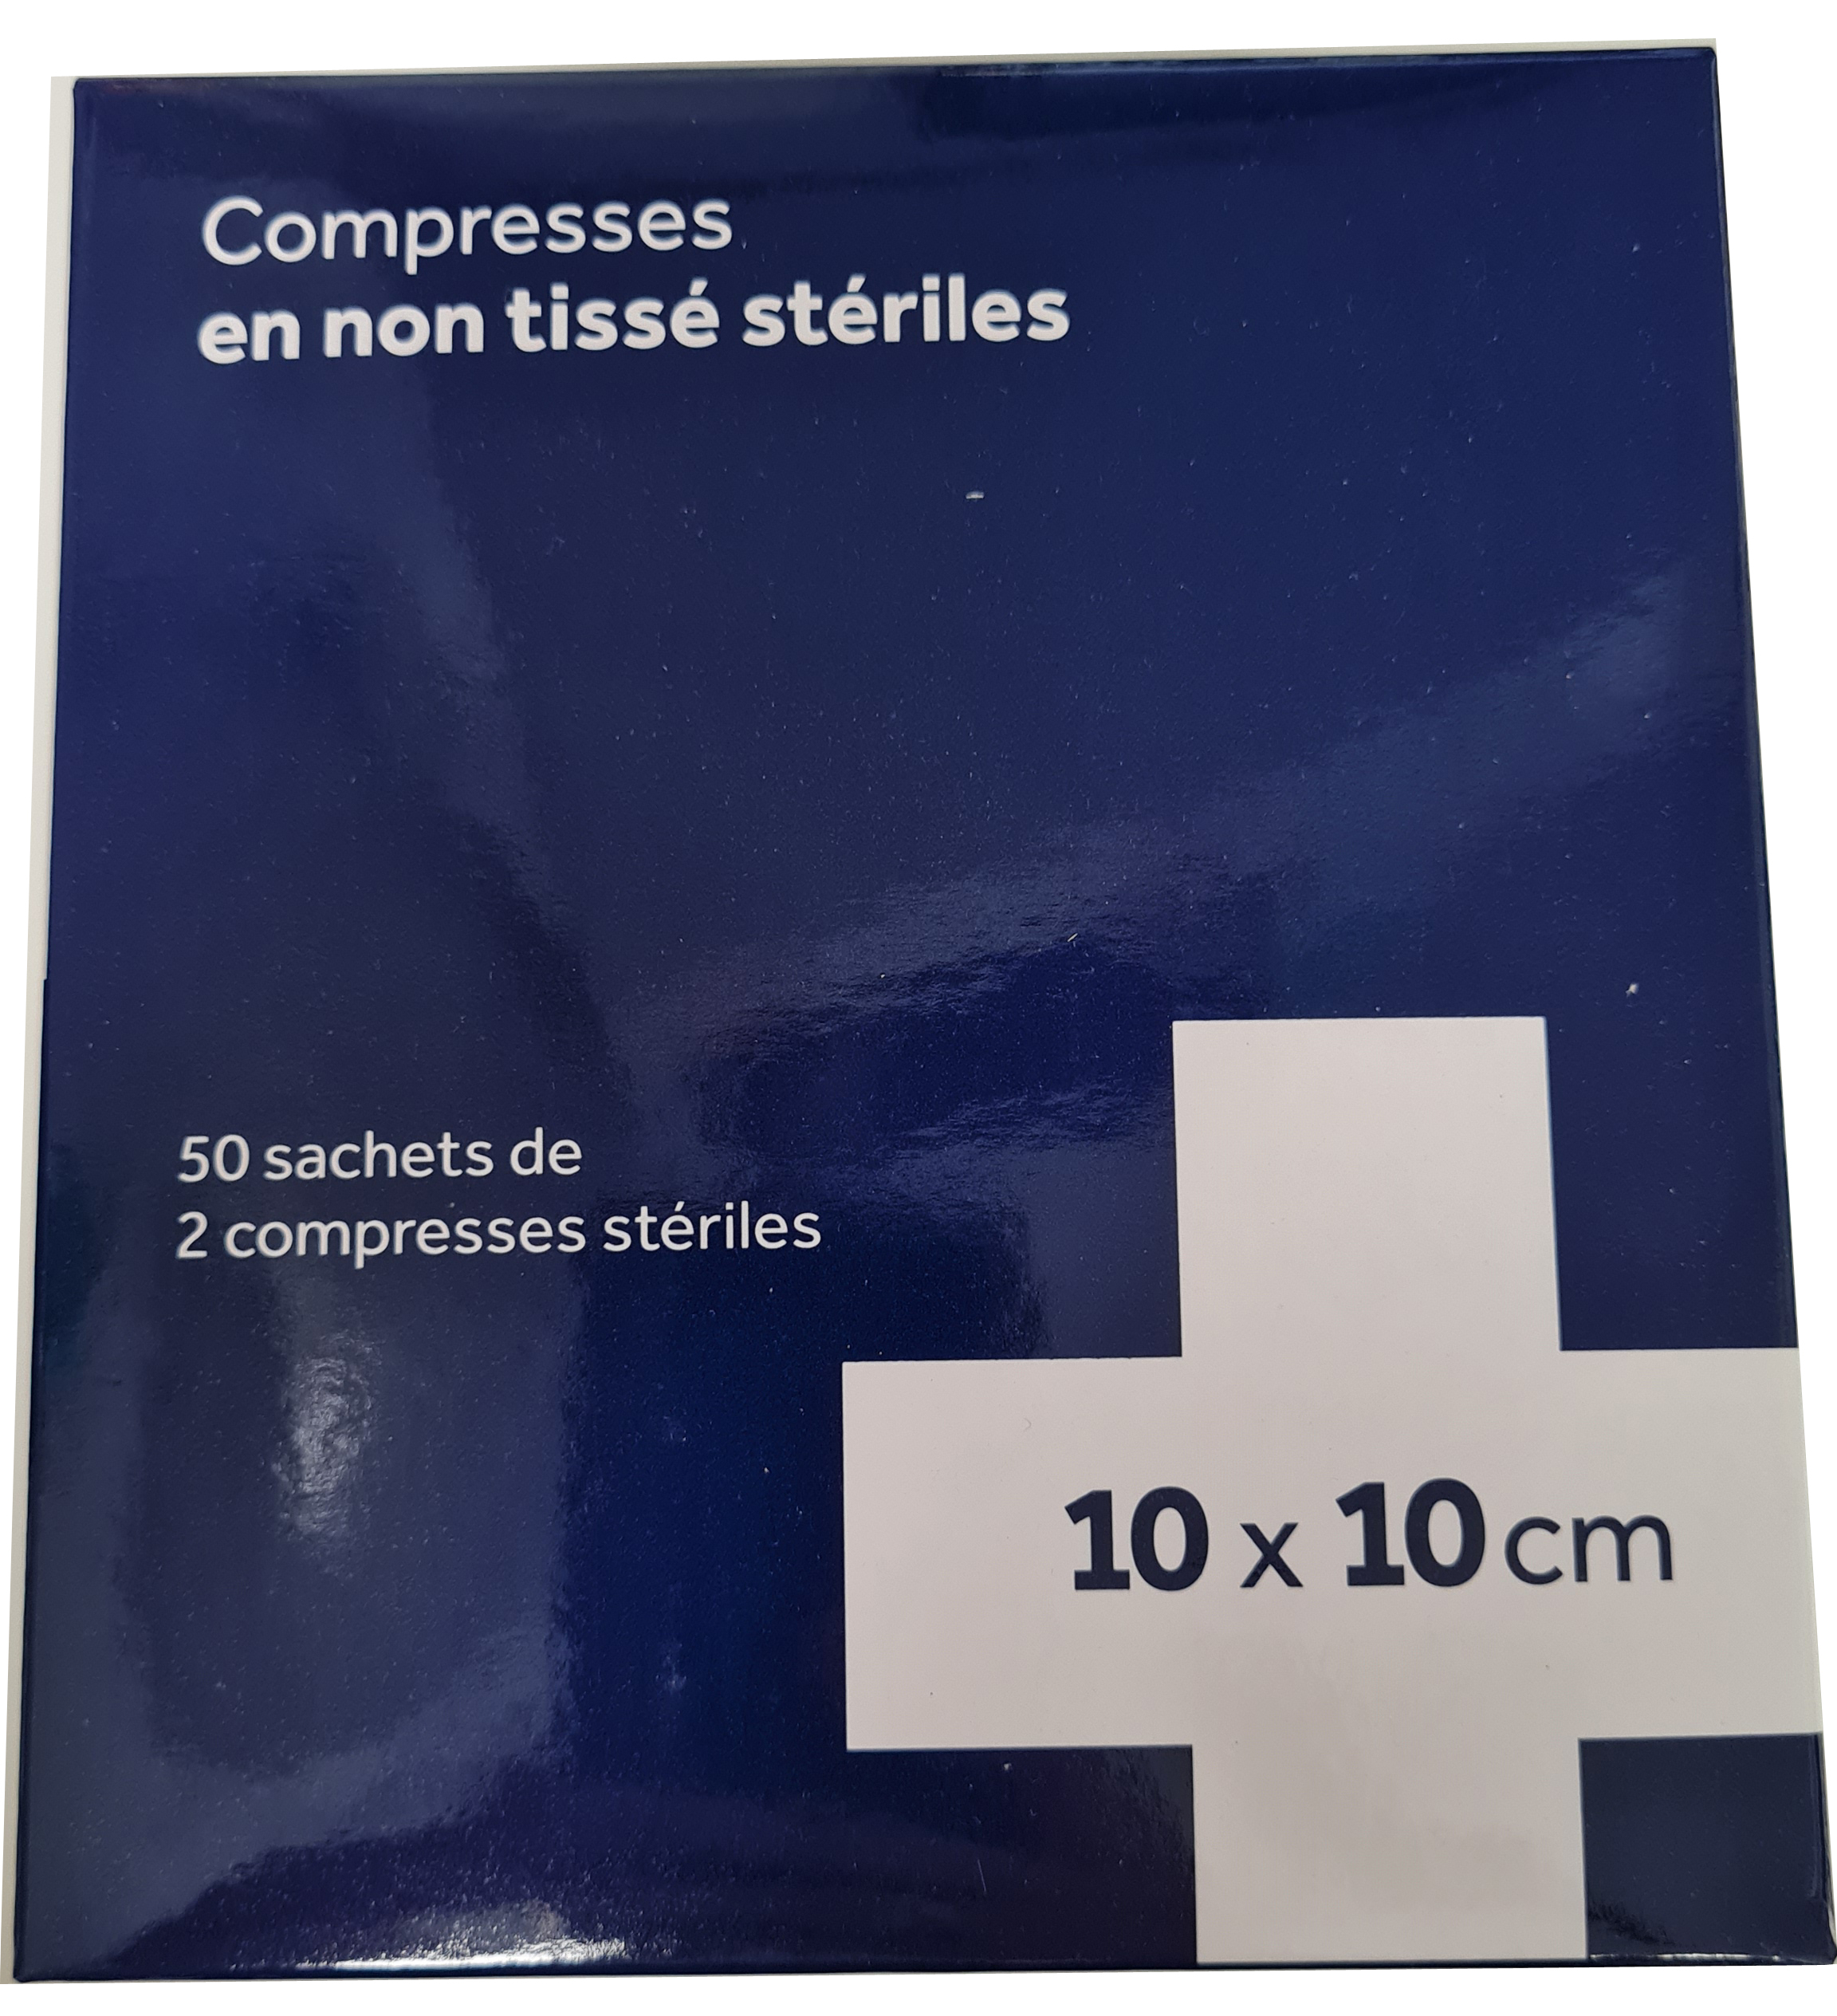 Compresses
en non tissé stériles
50 sachets de
2 compresses stériles
10 x 10 cm